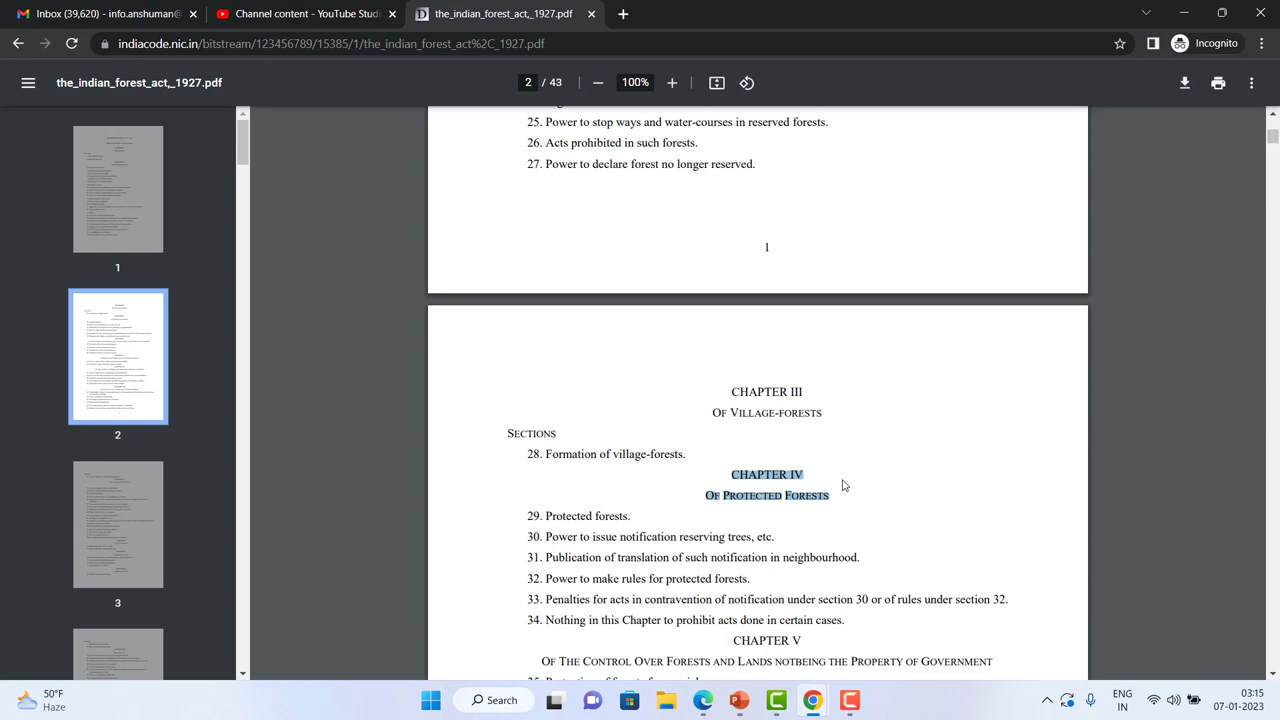 Inbox (39,620) - info.anshuman@
Channel content - YouTube Studi
the_indian_forest_act,_1927.pdf
indiacode.nic.in/bitstream/123456789/15385/1/the_indian_forest_act%2C_1927.pdf
Incognito
the_indian_forest_act,_1927.pdf
2 / 43
100%
25. Power to stop ways and water-courses in reserved forests.
26. Acts prohibited in such forests.
27. Power to declare forest no longer reserved.
1
CHAPTER III
OF VILLAGE-FORESTS
SECTIONS
28. Formation of village-forests.
CHAPTER IV
OF PROTECTED FORESTS
29. Protected forests.
30. Power to issue notification reserving trees, etc.
31. Publication of translation of such notification in neighbourhood.
32. Power to make rules for protected forests.
33. Penalties for acts in contravention of notification under section 30 or of rules under section 32.
34. Nothing in this Chapter to prohibit acts done in certain cases.
CHAPTER V
OF THE CONTROL OVER FORESTS AND LANDS NOTBEING THE PROPERTY OF GOVERNMENT
1
2
3
50°F
Haze
Search
ENG
IN
03:15
07-01-2023